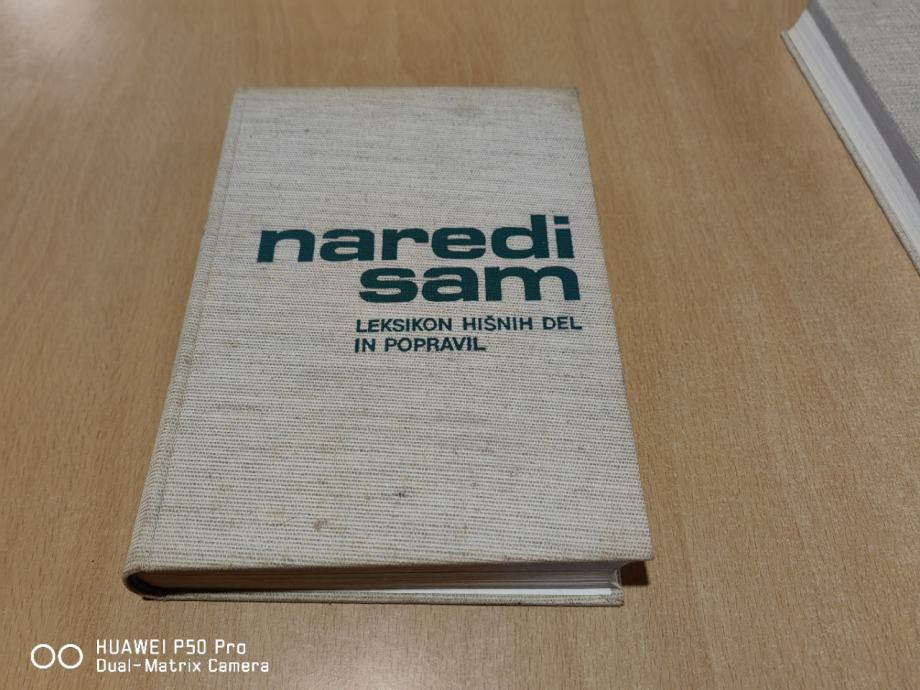 naredi
sam
LEKSIKON HIŠNIH DEL
IN POPRAVIL
HUAWEI P50 Pro
Dual-Matrix Camera